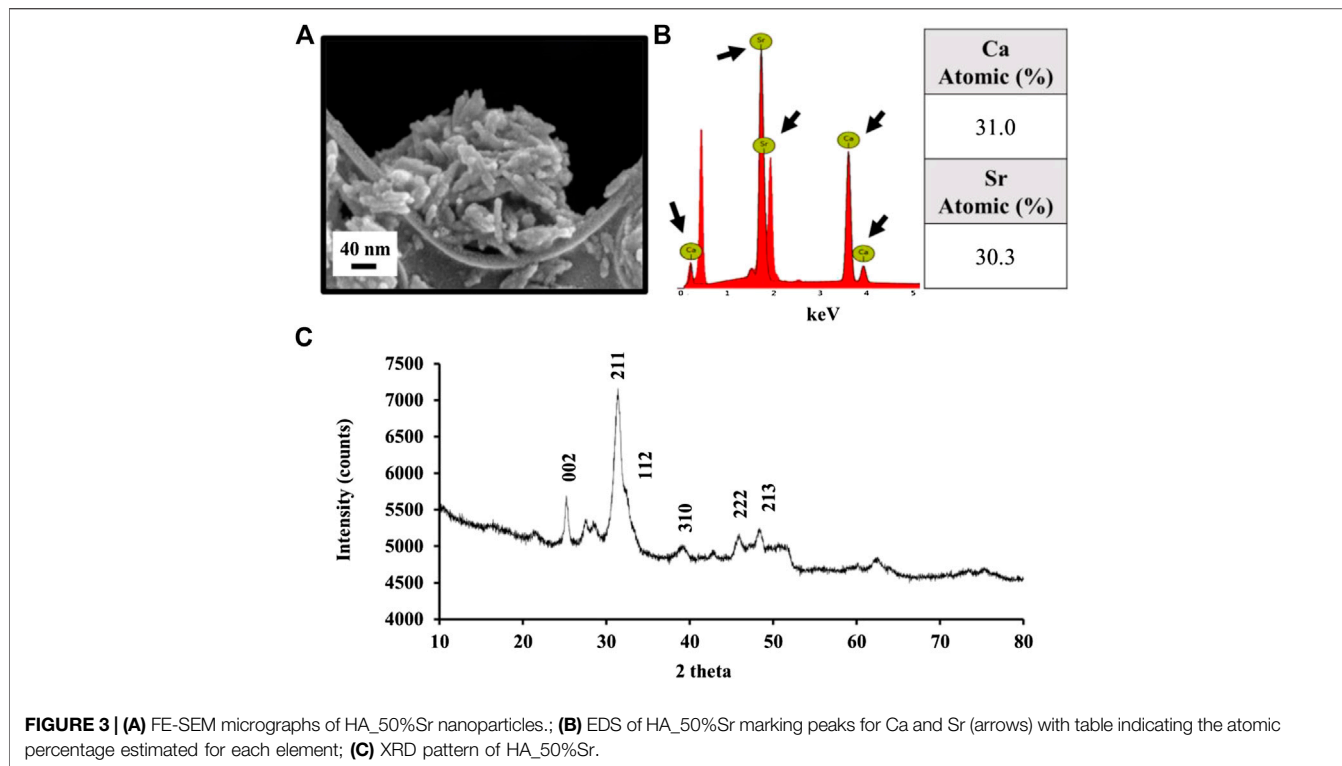 A
40 nm
B
Sr
Sr
Ca
Ca
Ca
0 1 2 3 4 5
keV
Ca
Atomic (%)
31.0
Sr
Atomic (%)
30.3
C
7500
7000
6500
6000
5500
5000
4500
4000
Intensity (counts)
002
211
112
310
222
213
10 20 30 40 50 60 70 80
2 theta
FIGURE 3 | (A) FE-SEM micrographs of HA_50%Sr nanoparticles.; (B) EDS of HA_50%Sr marking peaks for Ca and Sr (arrows) with table indicating the atomic
percentage estimated for each element; (C) XRD pattern of HA_50%Sr.